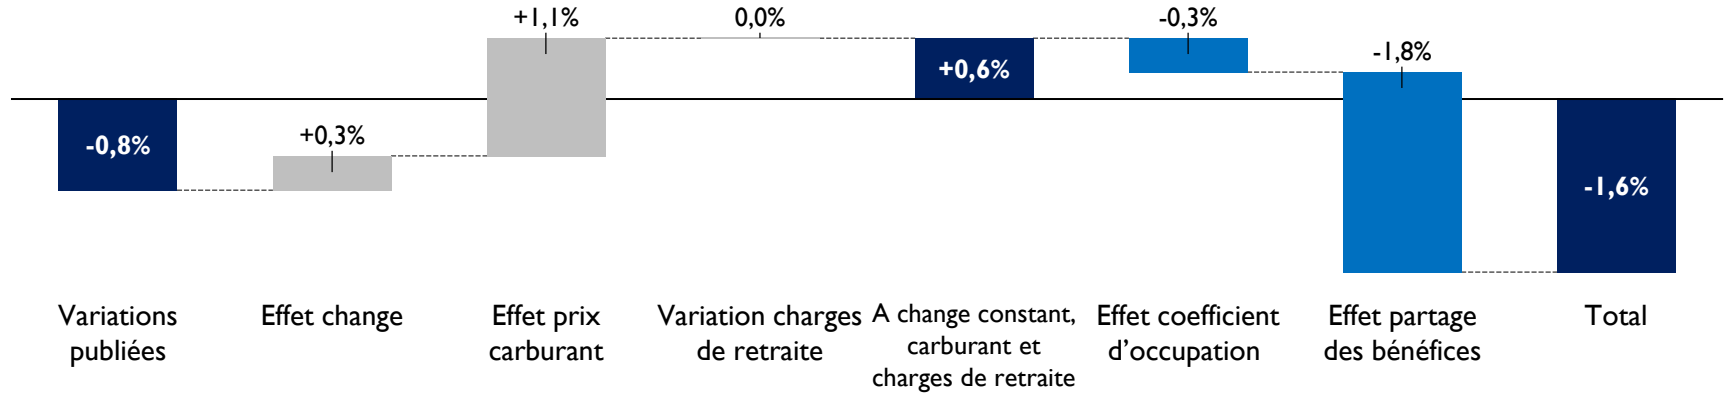 +1,1%
0,0%
-0,3%
-1,8%
+0,6%
-0,8%
+0,3%
-1,6%
Variations
publiées
Effet change
Effet prix
carburant
Variation charges
de retraite
A change constant,
carburant et
charges de retraite
Effet coefficient
d’occupation
Effet partage
des bénéfices
Total